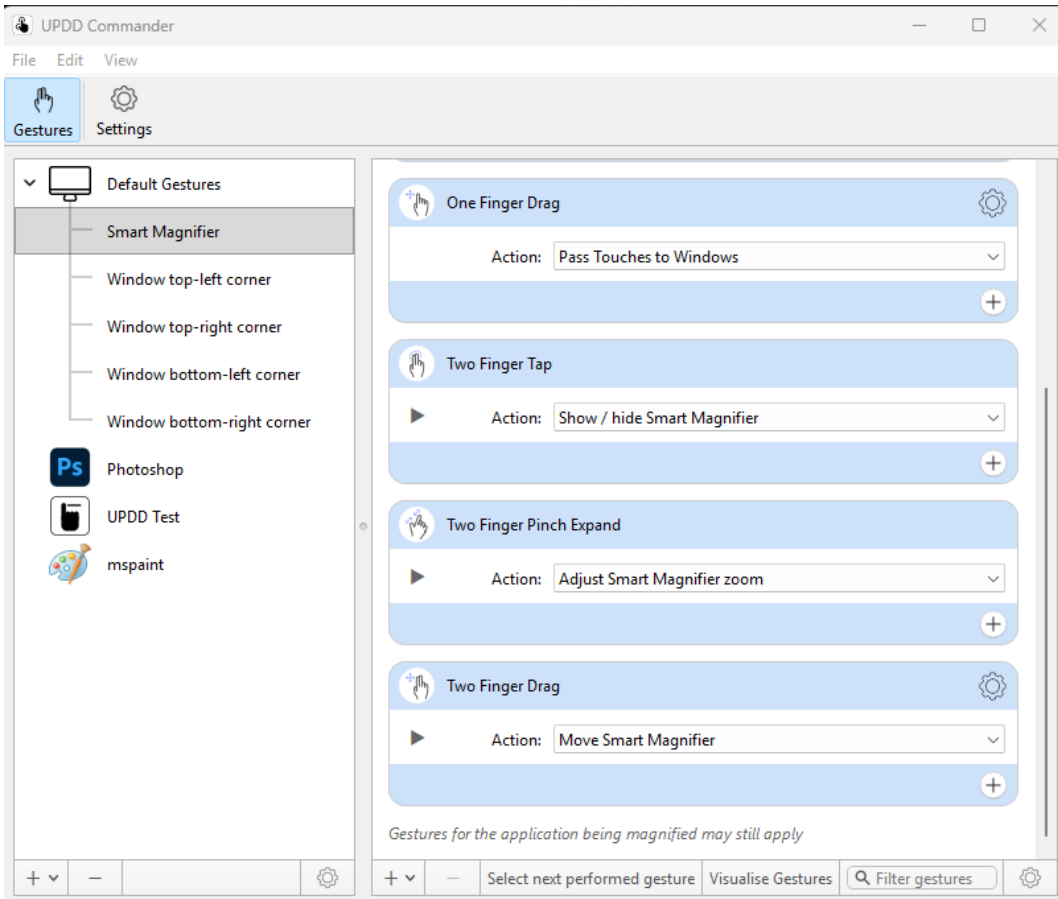 UPDD Commander
File Edit View
Gestures
Settings
Default Gestures
Smart Magnifier
Window top-left corner
Window top-right corner
Window bottom-left corner
Window bottom-right corner
Ps Photoshop
UPDD Test
mspaint
One Finger Drag
Action: Pass Touches to Windows
Two Finger Tap
Action: Show / hide Smart Magnifier
Two Finger Pinch Expand
Action: Adjust Smart Magnifier zoom
Two Finger Drag
Action: Move Smart Magnifier
Gestures for the application being magnified may still apply
Select next performed gesture Visualise Gestures Filter gestures